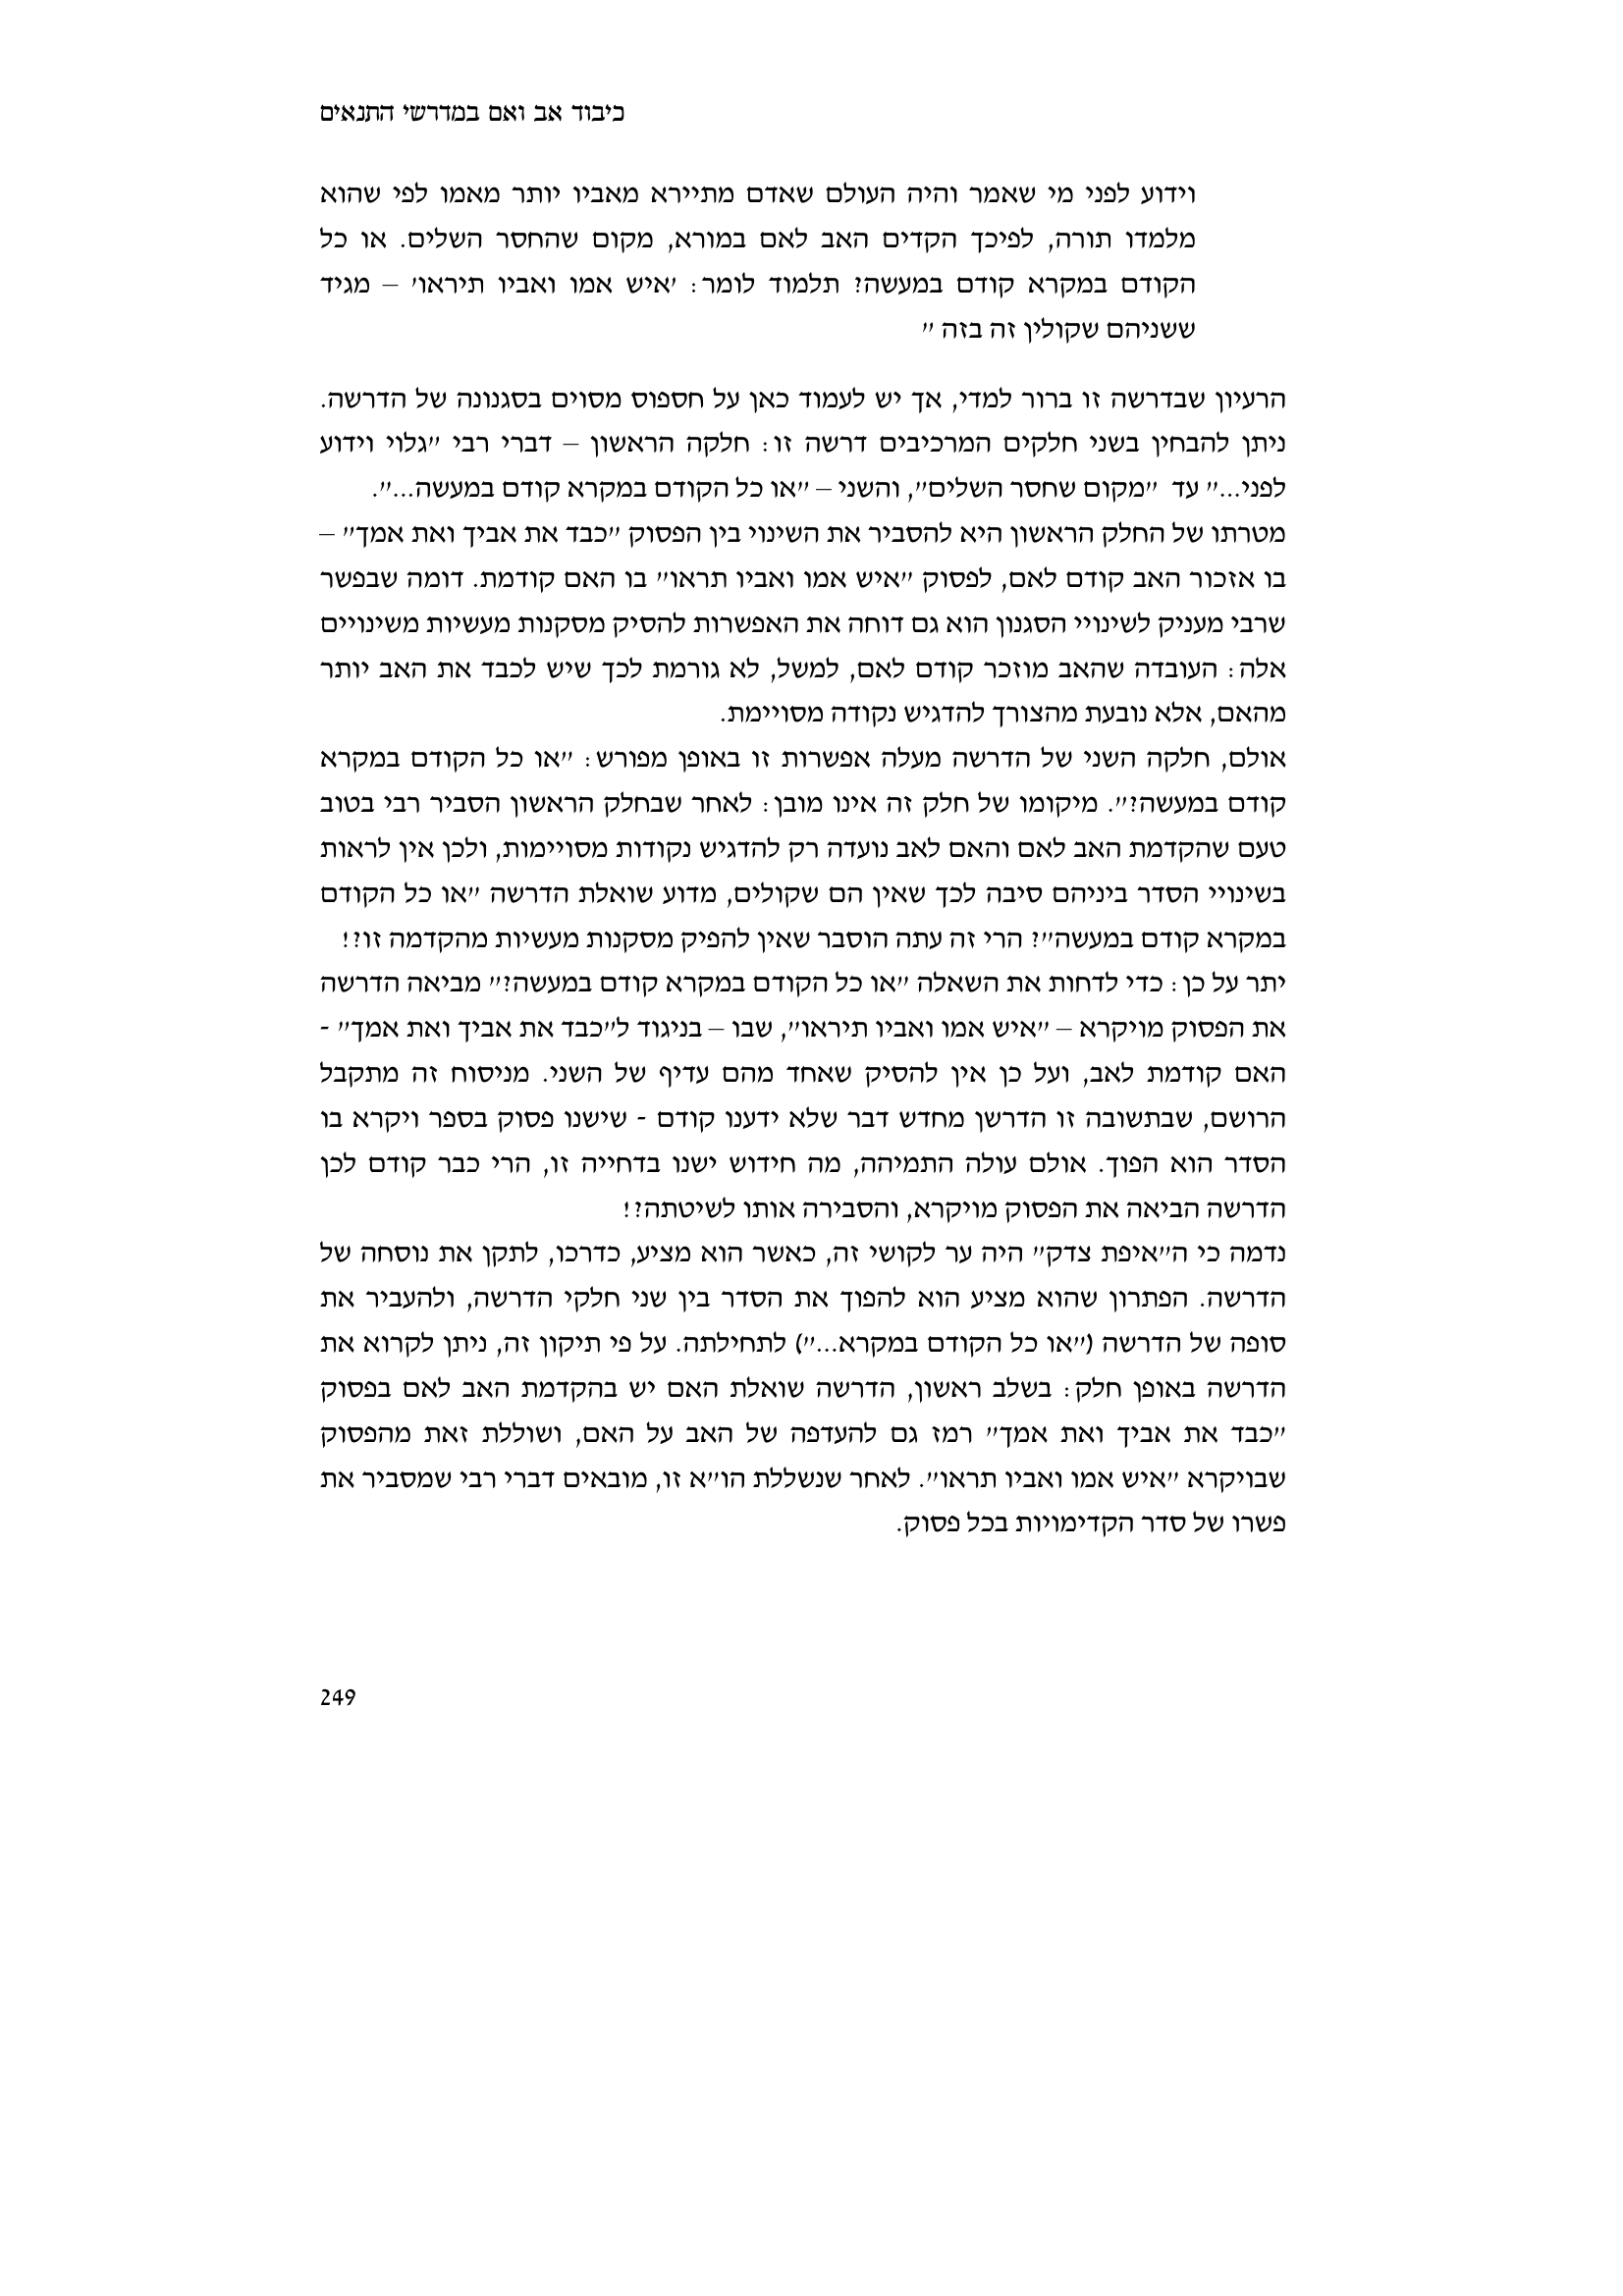 כיבוד אב ואם במדרשי התנאים
וידוע לפני מי שאמר והיה העולם שאדם מתיירא מאביו יותר מאמו לפי שהוא
מלמדו תורה, לפיכך הקדים האב לאם במורא, מקום שהחסר השלים. או כל
הקודם במקרא קודם במעשה? תלמוד לומר: 'איש אמו ואביו תיראו' – מגיד
ששניהם שקולין זה בזה"
הרעיון שבדרשה זו ברור למדי, אך יש לעמוד כאן על חספוס מסוים בסגנונה של הדרשה.
ניתן להבחין בשני חלקים המרכיבים דרשה זו: חלקה הראשון – דברי רבי "גלוי וידוע
לפני..." עד "מקום שחסר השלים", והשני – "או כל הקודם במקרא קודם במעשה...".
מטרתו של החלק הראשון היא להסביר את השינוי בין הפסוק "כבד את אביך ואת אמך" –
בו אזכור האב קודם לאם, לפסוק "איש אמו ואביו תראו" בו האם קודמת. דומה שבפשר
שרבי מעניק לשינויי הסגנון הוא גם דוחה את האפשרות להסיק מסקנות מעשיות משינויים
אלה: העובדה שהאב מוזכר קודם לאם, למשל, לא גורמת לכך שיש לכבד את האב יותר
מהאם, אלא נובעת מהצורך להדגיש נקודה מסויימת.
אולם, חלקה השני של הדרשה מעלה אפשרות זו באופן מפורש: "או כל הקודם במקרא
קודם במעשה?". מיקומו של חלק זה אינו מובן: לאחר שבחלק הראשון הסביר רבי בטוב
טעם שהקדמת האב לאם והאם לאב נועדה רק להדגיש נקודות מסויימות, ולכן אין לראות
בשינויי הסדר ביניהם סיבה לכך שאין הם שקולים, מדוע שואלת הדרשה "או כל הקודם
במקרא קודם במעשה"? הרי זה עתה הוסבר שאין להפיק מסקנות מעשיות מהקדמה זו?!
יתר על כן: כדי לדחות את השאלה "או כל הקודם במקרא קודם במעשה?" מביאה הדרשה
את הפסוק מויקרא – "איש אמו ואביו תיראו", שבו – בניגוד ל"כבד את אביך ואת אמך" -
האם קודמת לאב, ועל כן אין להסיק שאחד מהם עדיף של השני. מניסוח זה מתקבל
הרושם, שבתשובה זו הדרשן מחדש דבר שלא ידענו קודם - שישנו פסוק בספר ויקרא בו
הסדר הוא הפוך. אולם עולה התמיהה, מה חידוש ישנו בדחייה זו, הרי כבר קודם לכן
הדרשה הביאה את הפסוק מויקרא, והסבירה אותו לשיטתה?!
נדמה כי ה"איפת צדק" היה ער לקושי זה, כאשר הוא מציע, כדרכו, לתקן את נוסחה של
הדרשה. הפתרון שהוא מציע הוא להפוך את הסדר בין שני חלקי הדרשה, ולהעביר את
סופה של הדרשה ("או כל הקודם במקרא...") לתחילתה. על פי תיקון זה, ניתן לקרוא את
הדרשה באופן חלק: בשלב ראשון, הדרשה שואלת האם יש בהקדמת האב לאם בפסוק
"כבד את אביך ואת אמך" רמז גם להעדפה של האב על האם, ושוללת זאת מהפסוק
שבויקרא "איש אמו ואביו תראו". לאחר שנשללת הו"א זו, מובאים דברי רבי שמסביר את
פשרו של סדר הקדימויות בכל פסוק.
249